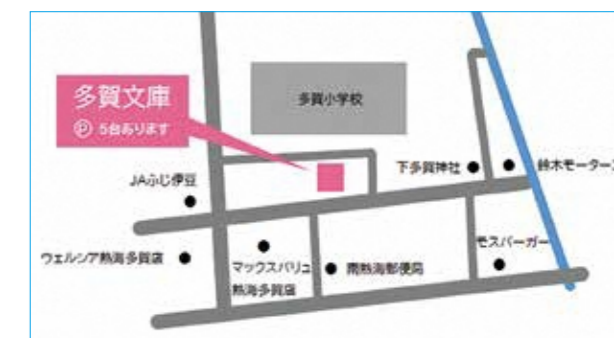 多賀文庫
Ⓟ 5台あります
多賀小学校
JAふじ伊豆
下多賀神社
鈴木モータース
ウェルシア熱海多賀店
マックスバリュ
熱海多賀店
南熱海郵便局
モスバーガー